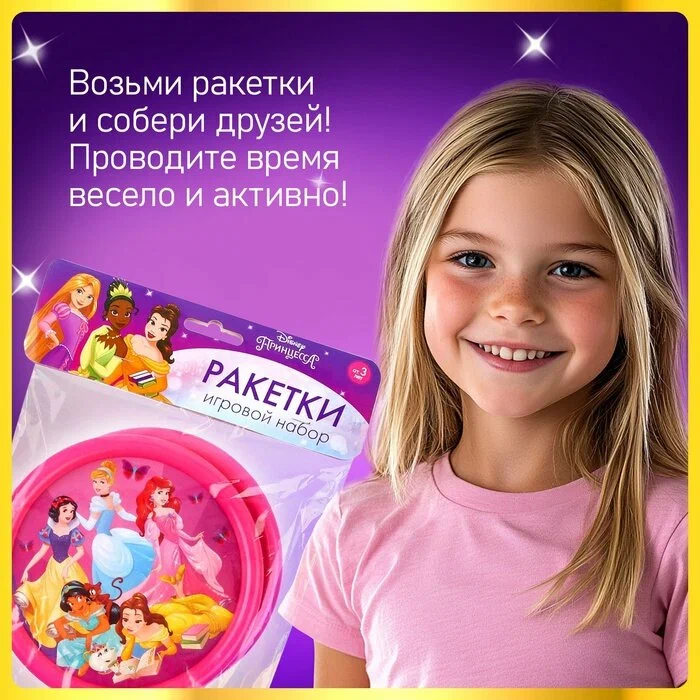 Возьми ракетки
и собери друзей!
Проводите время
весело и активно!
Disney
ПРИНЦЕССА
от 3 лет
РАКЕТКИ
игровой набор